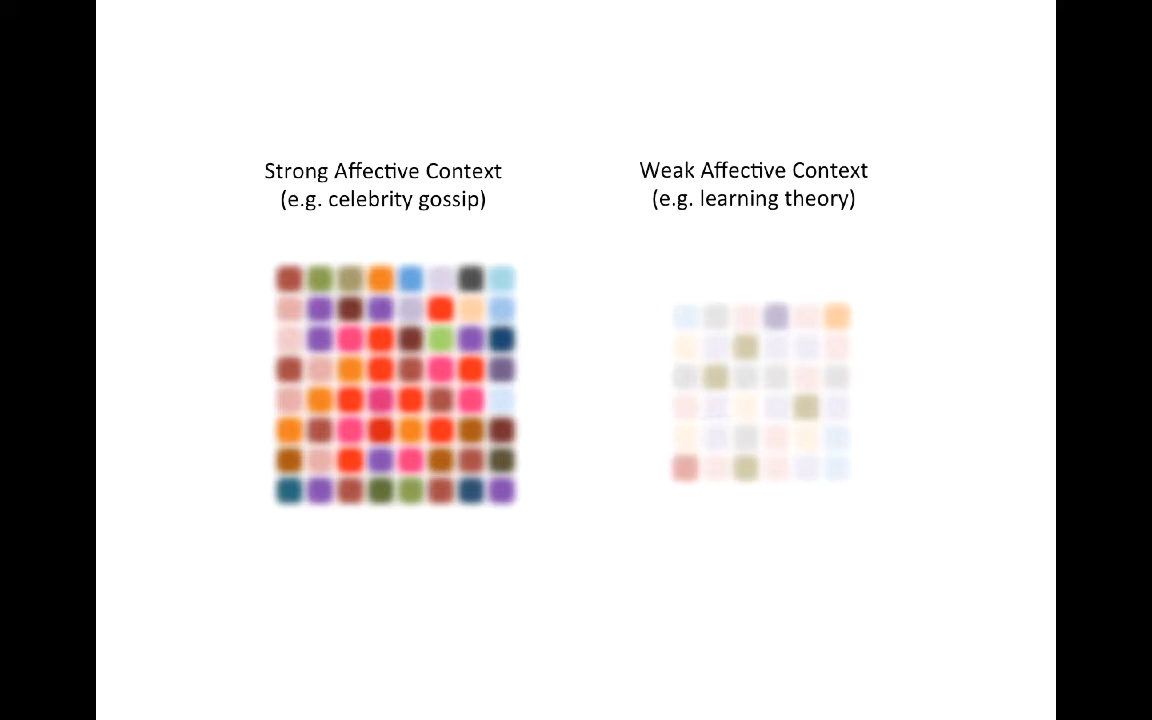 Strong Affective Context
(e.g. celebrity gossip)
Weak Affective Context
(e.g. learning theory)